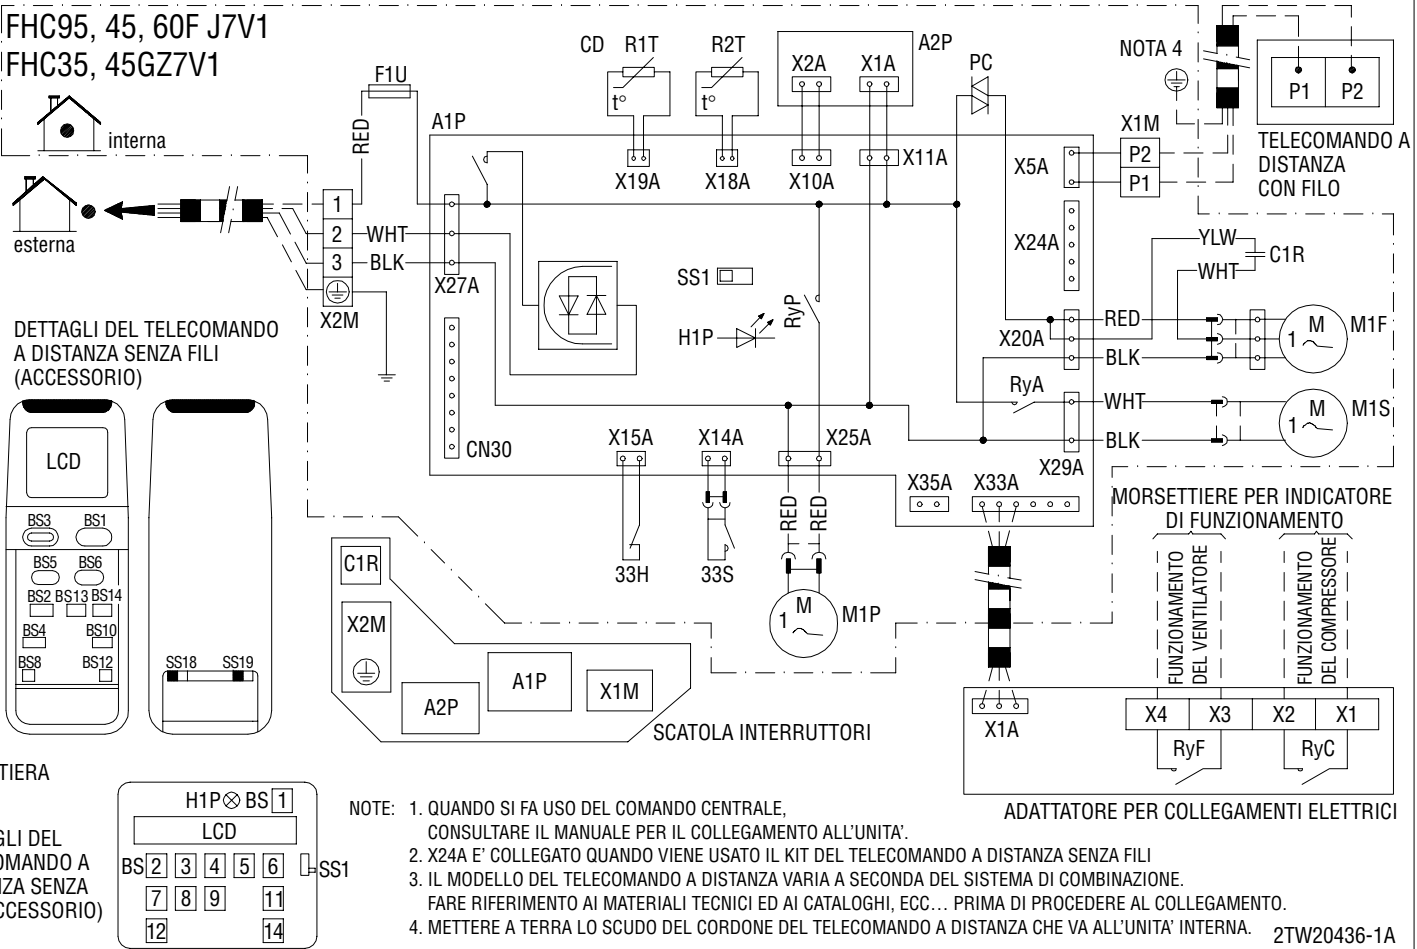 FHC95, 45, 60F J7V1
FHC35, 45GZ7V1
interna
esterna
F1U
RED
A1P
CD
R1T
t°
R2T
t°
X2A
X1A
A2P
PC
NOTA 4
P1
P2
TELECOMANDO A
DISTANZA
CON FILO
X1M
P2
P1
X5A
X19A
X18A
X10A
X11A
1
2
3
WHT
BLK
X2M
X27A
X24A
YLW
WHT
C1R
SS1
H1P
RyP
X20A
RED
BLK
M
1
M1F
RyA
WHT
BLK
M
1
M1S
X29A
CN30
X15A
X14A
X25A
X35A
X33A
33H
33S
RED
RED
M
1
M1P
DETTAGLI DEL TELECOMANDO
A DISTANZA SENZA FILI
(ACCESSORIO)
LCD
BS3
BS1
BS5
BS6
BS2
BS13
BS14
BS4
BS10
BS8
BS12
SS18
SS19
C1R
X2M
A2P
A1P
X1M
SCATOLA INTERRUTTORI
MORSETTIERE PER INDICATORE
DI FUNZIONAMENTO
FUNZIONAMENTO
DEL VENTILATORE
FUNZIONAMENTO
DEL COMPRESSORE
X1A
X4
X3
X2
X1
RyF
RyC
ADATTATORE PER COLLEGAMENTI ELETTRICI
TIERA
GLI DEL
OMANDO A
NZA SENZA
CCESSORIO)
H1P
BS 1
LCD
BS 2 3 4 5 6
SS1
7 8 9 11
12 14
NOTE: 1. QUANDO SI FA USO DEL COMANDO CENTRALE,
CONSULTARE IL MANUALE PER IL COLLEGAMENTO ALL'UNITA'.
2. X24A E' COLLEGATO QUANDO VIENE USATO IL KIT DEL TELECOMANDO A DISTANZA SENZA FILI
3. IL MODELLO DEL TELECOMANDO A DISTANZA VARIA A SECONDA DEL SISTEMA DI COMBINAZIONE.
FARE RIFERIMENTO AI MATERIALI TECNICI ED AI CATALOGHI, ECC... PRIMA DI PROCEDERE AL COLLEGAMENTO.
4. METTERE A TERRA LO SCUDO DEL CORDONE DEL TELECOMANDO A DISTANZA CHE VA ALL'UNITA' INTERNA.
2TW20436-1A